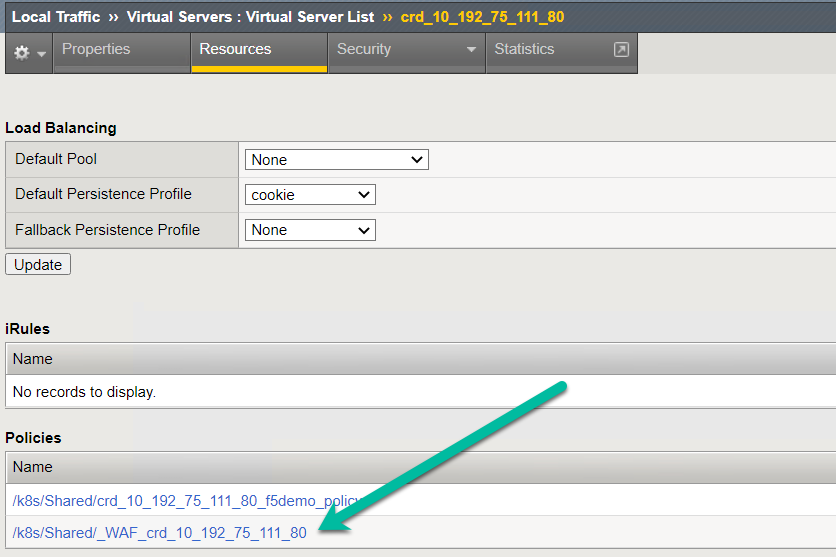 Local Traffic ›› Virtual Servers : Virtual Server List ›› crd_10_192_75_111_80
Properties Resources Security Statistics
Load Balancing
Default Pool None
Default Persistence Profile cookie
Fallback Persistence Profile None
Update
iRules
Name
No records to display.
Policies
Name
/k8s/Shared/crd_10_192_75_111_80_f5demo_policy
/k8s/Shared/_WAF_crd_10_192_75_111_80